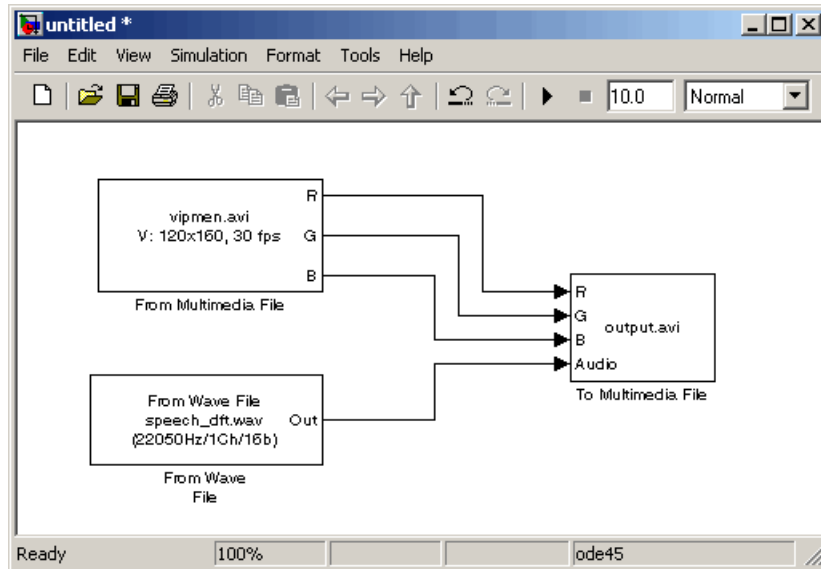 untitled *
File Edit View Simulation Format Tools Help
10.0 Normal
R
vipmen.avi
V: 120x160, 30 fps
G
B
From Multimedia File
R
G
output.avi
B
Audio
To Multimedia File
From Wave File
speech_dft.wav
Out
(22050Hz/1Ch/16b)
From Wave
File
Ready 100% ode45